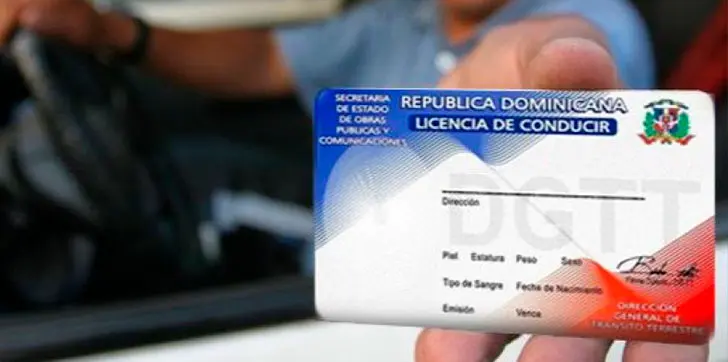 SECRETARIA
DE ESTADO
DE OBRAS
PUBLICAS Y
COMUNICACIONES
REPUBLICA DOMINICANA
LICENCIA DE CONDUCIR
DGTT
Dirección
Piel Estatura Peso Sexo
Tipo de Sangre Fecha de Nacimiento
Emisión Vence
DIRECCIÓN
GENERAL DE
TRANSITO TERRESTRE